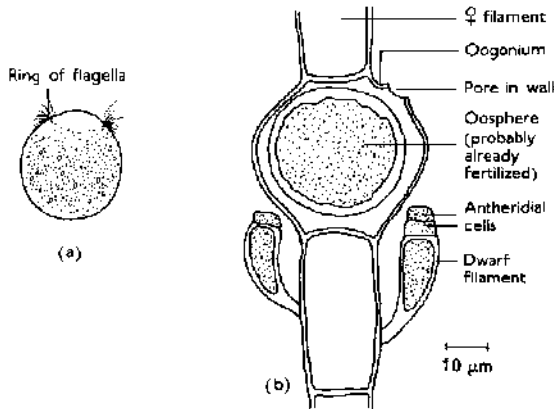 Ring of flagella
(a)
♀ filament
Oogonium
Pore in wall
Oosphere
(probably
already
fertilized)
Antheridial
cells
Dwarf
filament
10 μm
(b)